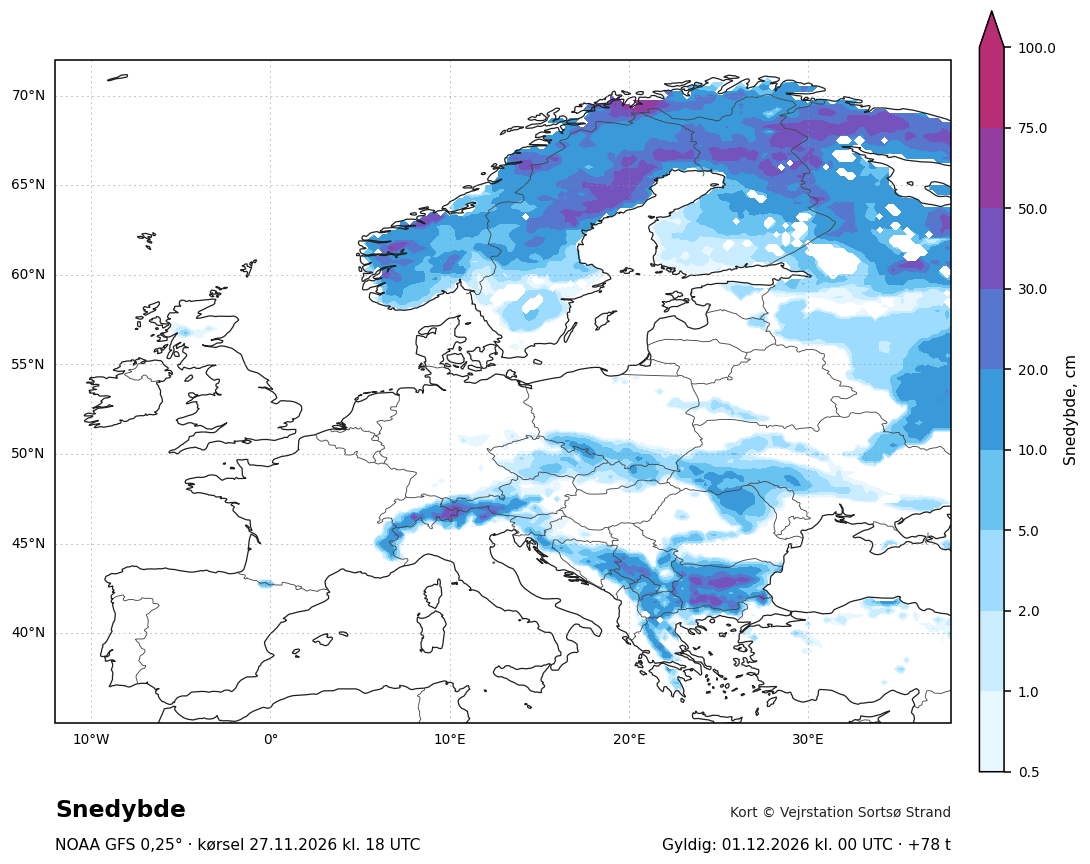 70°N
65°N
60°N
55°N
50°N
45°N
40°N
10°W
0°
10°E
20°E
30°E
100.0
75.0
50.0
30.0
20.0
10.0
5.0
2.0
1.0
0.5
Snedybde, cm
Snedybde
Kort © Vejrstation Sortsø Strand
NOAA GFS 0,25° · kørsel 27.11.2026 kl. 18 UTC
Gyldig: 01.12.2026 kl. 00 UTC · +78 t